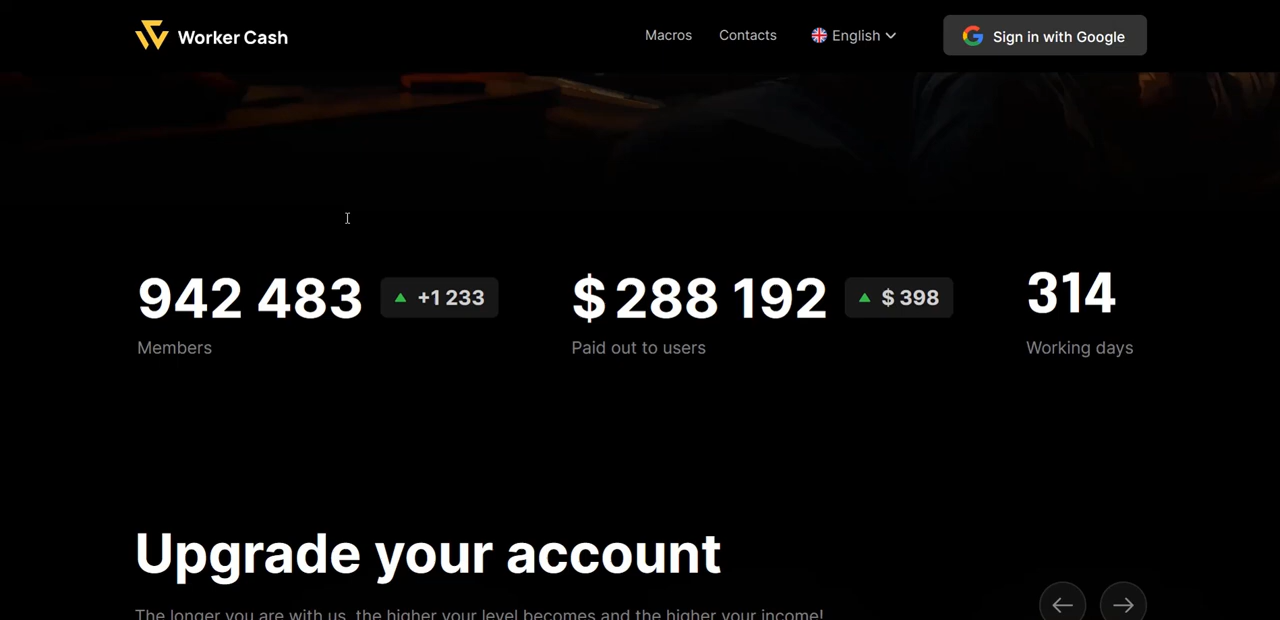 Worker Cash
Macros
Contacts
English
Sign in with Google
942 483
+1 233
Members
$ 288 192
$ 398
Paid out to users
314
Working days
Upgrade your account
The longer you are with us, the higher your level becomes and the higher your income!